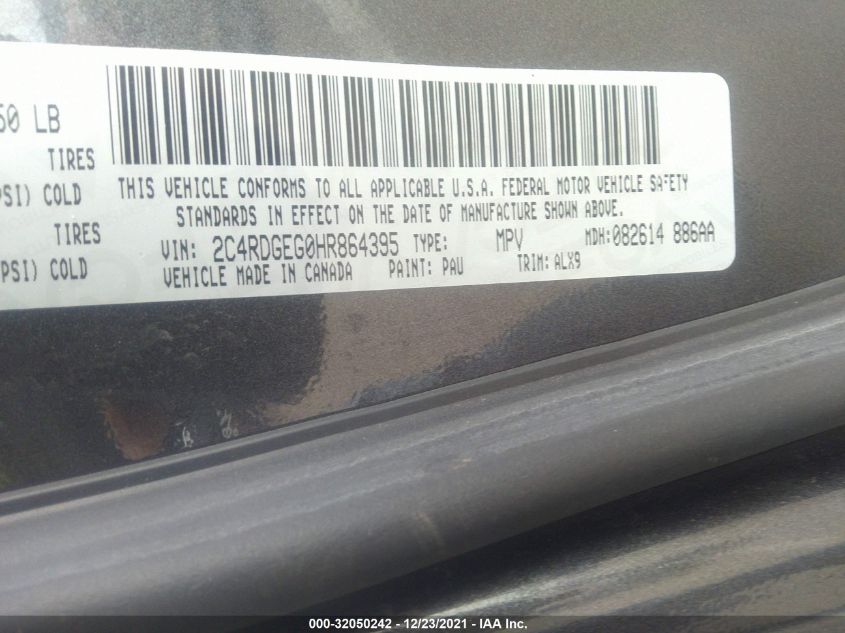 50 LB
TIRES
PSI) COLD
TIRES
PSI) COLD
THIS VEHICLE CONFORMS TO ALL APPLICABLE U.S.A. FEDERAL MOTOR VEHICLE SAFETY
STANDARDS IN EFFECT ON THE DATE OF MANUFACTURE SHOWN ABOVE.
VIN: 2C4RDGEG0HR864395 TYPE: MPV MDH:082614 886AA
VEHICLE MADE IN CANADA PAINT: PAU TRIM: ALX9
000-32050242 - 12/23/2021 - IAA Inc.